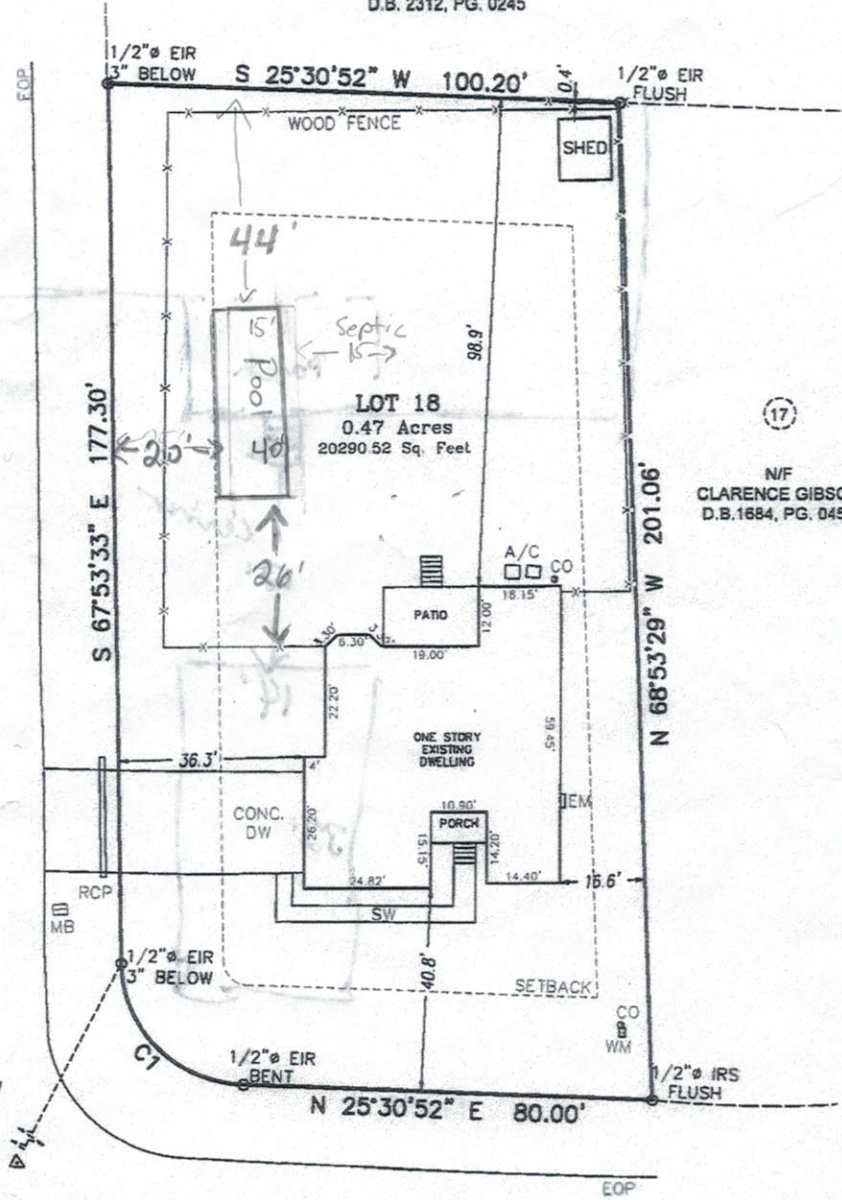 D.B. 2312, PG. 0245
1/2"ø EIR
3" BELOW
S 25°30'52" W 100.20'
0.4'
1/2"ø EIR
FLUSH
EOP
WOOD FENCE
SHED
44'
15'
Pool
40'
Septic
15
98.9'
LOT 18
0.47 Acres
20290.52 Sq. Feet
S 67°53'33" E 177.30'
20'
26'
17
N/F
CLARENCE GIBSO
D.B.1684, PG. 045
N 68°53'29" W 201.06'
A/C
CO
18.15'
PATIO
12.00'
6.30'
19.00'
22.20'
ONE STORY
EXISTING
DWELLING
59.45'
36.3'
4'
CONC.
DW
26.20'
EM
10.90'
PORCH
15.15'
14.20'
24.82'
14.40'
15.6'
SW
RCP
MB
1/2"ø EIR
3" BELOW
40.8'
SETBACK
CO
WM
C1
1/2"ø EIR
BENT
1/2"ø IRS
FLUSH
N 25°30'52" E 80.00'
EOP